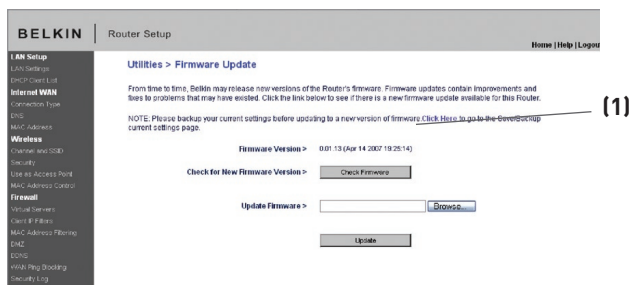 BELKIN
Router Setup
Home | Help | Logout
LAN Setup
LAN Settings
DHCP Client List
Internet WAN
Connection Type
DNS
MAC Address
Wireless
Channel and SSID
Security
Use as Access Point
MAC Address Control
Firewall
Virtual Servers
Client IP Filters
MAC Address Filtering
DMZ
DDNS
WAN Ping Blocking
Security Log
Utilities > Firmware Update
From time to time, Belkin may release new versions of the Router's firmware. Firmware updates contain improvements and
fixes to problems that may have existed. Click the link below to see if there is a new firmware update available for this Router.
NOTE: Please backup your current settings before updating to a new version of firmware.Click Here to go to the Save/Backup
current settings page.
(1)
Firmware Version > 0.01.13 (Apr 14 2007 19:25:14)
Check for New Firmware Version > Check Firmware
Update Firmware > Browse...
Update